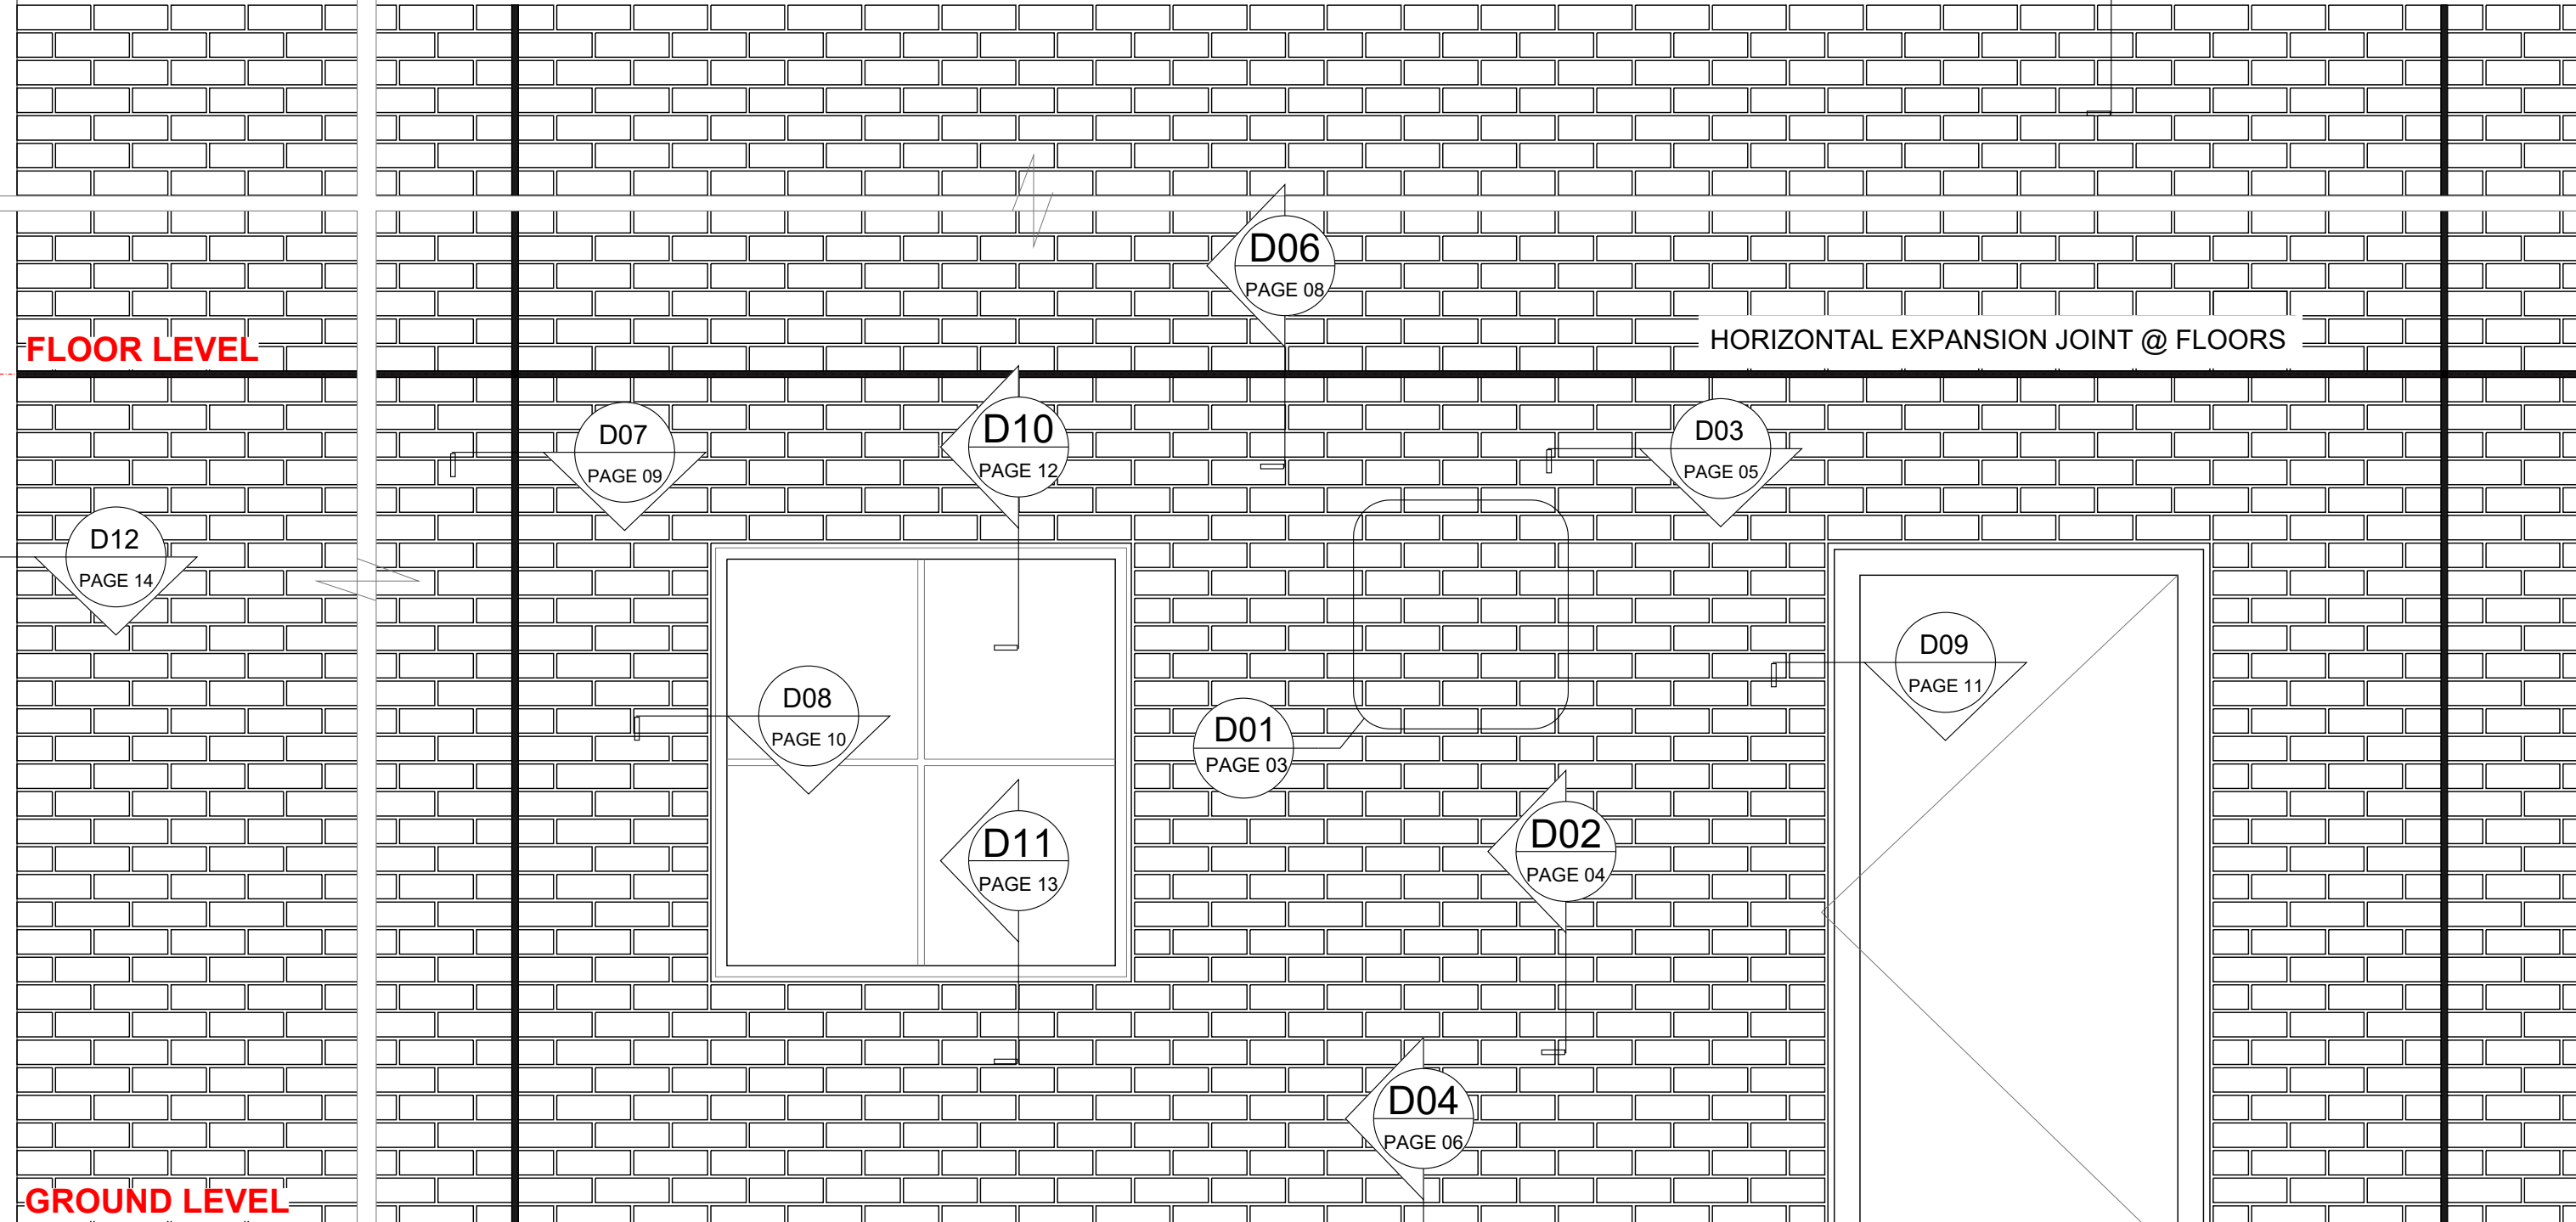 D06
PAGE 08
FLOOR LEVEL
HORIZONTAL EXPANSION JOINT @ FLOORS
D07
PAGE 09
D10
PAGE 12
D03
PAGE 05
D12
PAGE 14
D08
PAGE 10
D01
PAGE 03
D09
PAGE 11
D11
PAGE 13
D02
PAGE 04
D04
PAGE 06
GROUND LEVEL